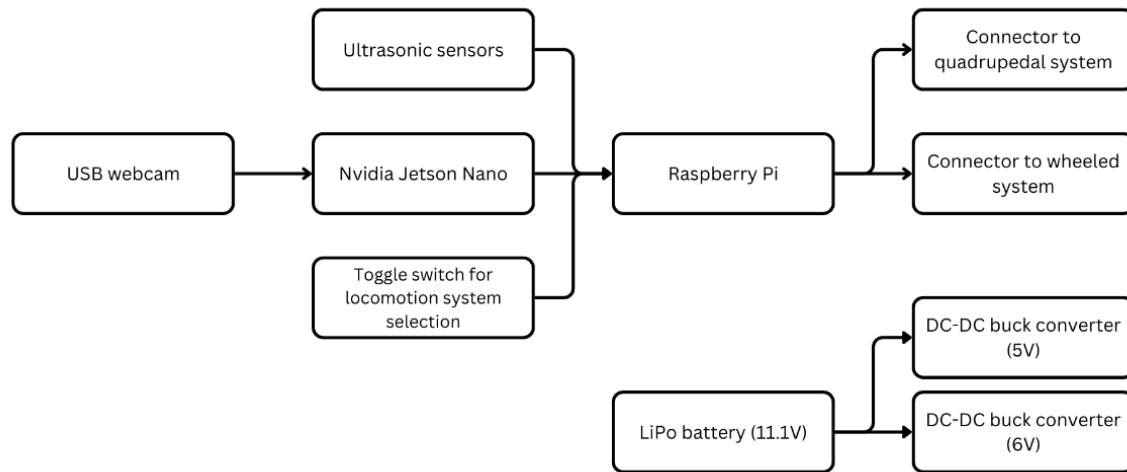 Ultrasonic sensors
Connector to
quadrupedal system
USB webcam
Nvidia Jetson Nano
Raspberry Pi
Connector to wheeled
system
Toggle switch for
locomotion system
selection
DC-DC buck converter
(5V)
LiPo battery (11.1V)
DC-DC buck converter
(6V)